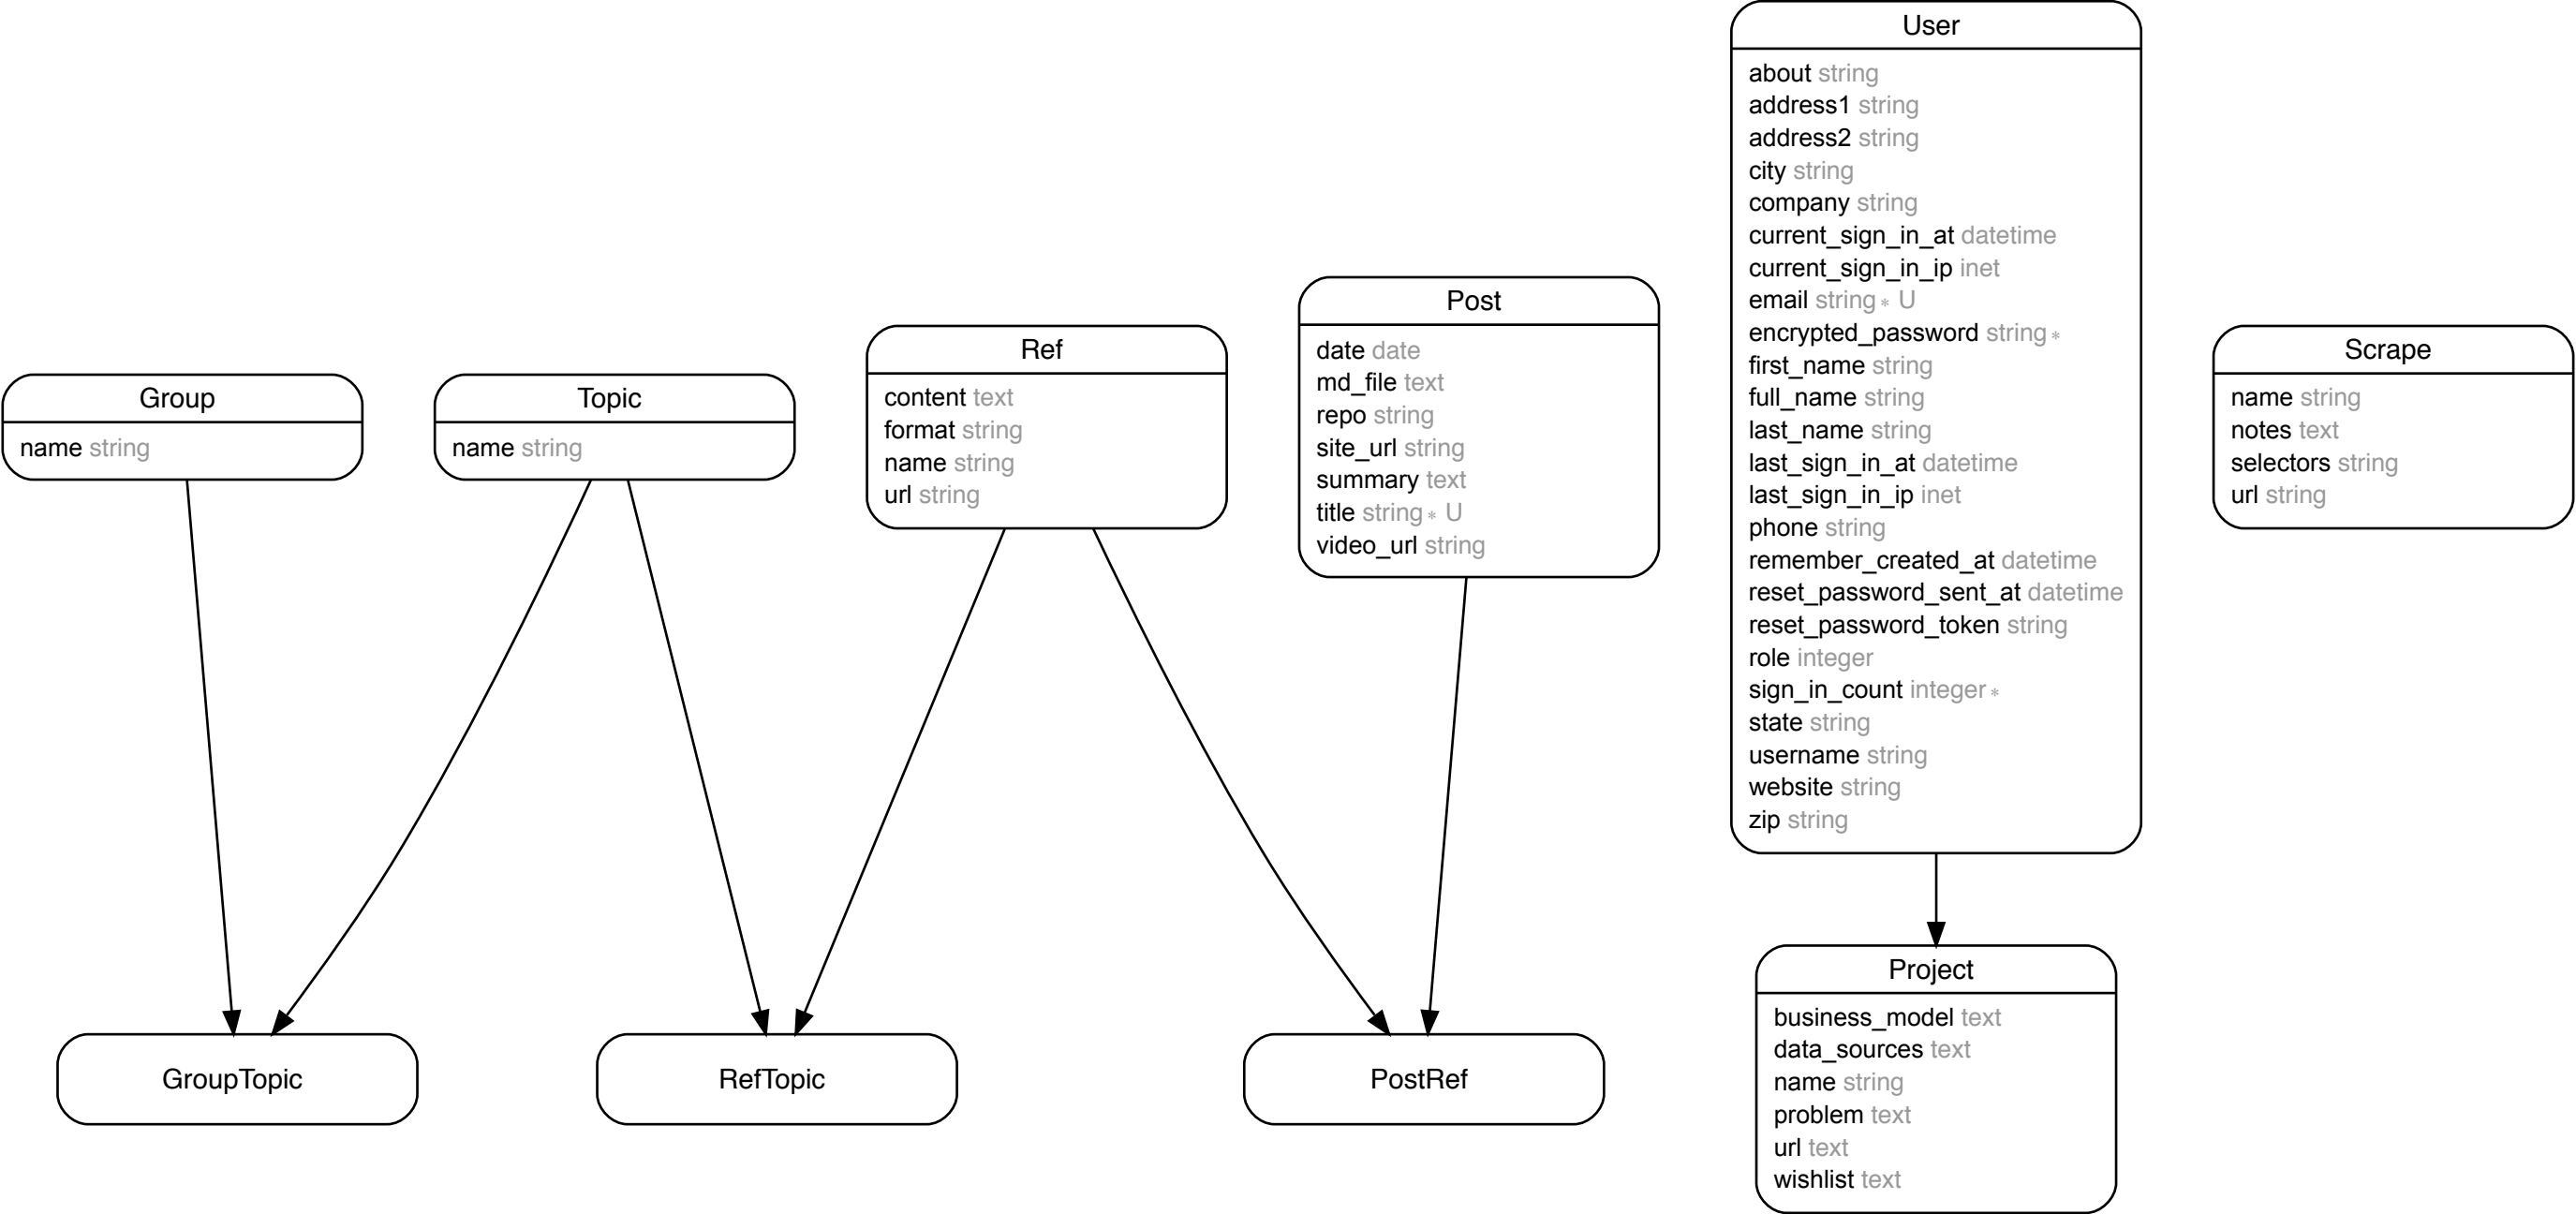 Group
name string
Topic
name string
Ref
content text
format string
name string
url string
Post
date date
md_file text
repo string
site_url string
summary text
title string* U
video_url string
User
about string
address1 string
address2 string
city string
company string
current_sign_in_at datetime
current_sign_in_ip inet
email string* U
encrypted_password string*
first_name string
full_name string
last_name string
last_sign_in_at datetime
last_sign_in_ip inet
phone string
remember_created_at datetime
reset_password_sent_at datetime
reset_password_token string
role integer
sign_in_count integer*
state string
username string
website string
zip string
Scrape
name string
notes text
selectors string
url string
GroupTopic
RefTopic
PostRef
Project
business_model text
data_sources text
name string
problem text
url text
wishlist text